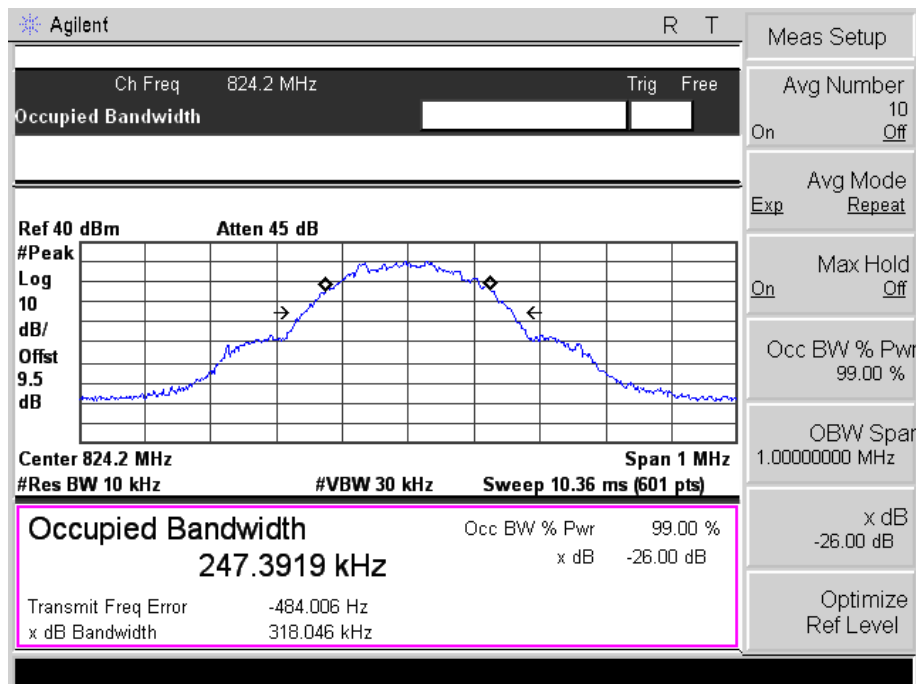 Agilent R T
Ch Freq 824.2 MHz Trig Free
Occupied Bandwidth
Ref 40 dBm Atten 45 dB
#Peak
Log
10
dB/
Offst
9.5
dB
Center 824.2 MHz Span 1 MHz
#Res BW 10 kHz #VBW 30 kHz Sweep 10.36 ms (601 pts)
Occupied Bandwidth Occ BW % Pwr 99.00 %
247.3919 kHz x dB -26.00 dB
Transmit Freq Error -484.006 Hz
x dB Bandwidth 318.046 kHz
Meas Setup
Avg Number
10
On Off
Avg Mode
Exp Repeat
Max Hold
On Off
Occ BW % Pwr
99.00 %
OBW Span
1.00000000 MHz
x dB
-26.00 dB
Optimize
Ref Level